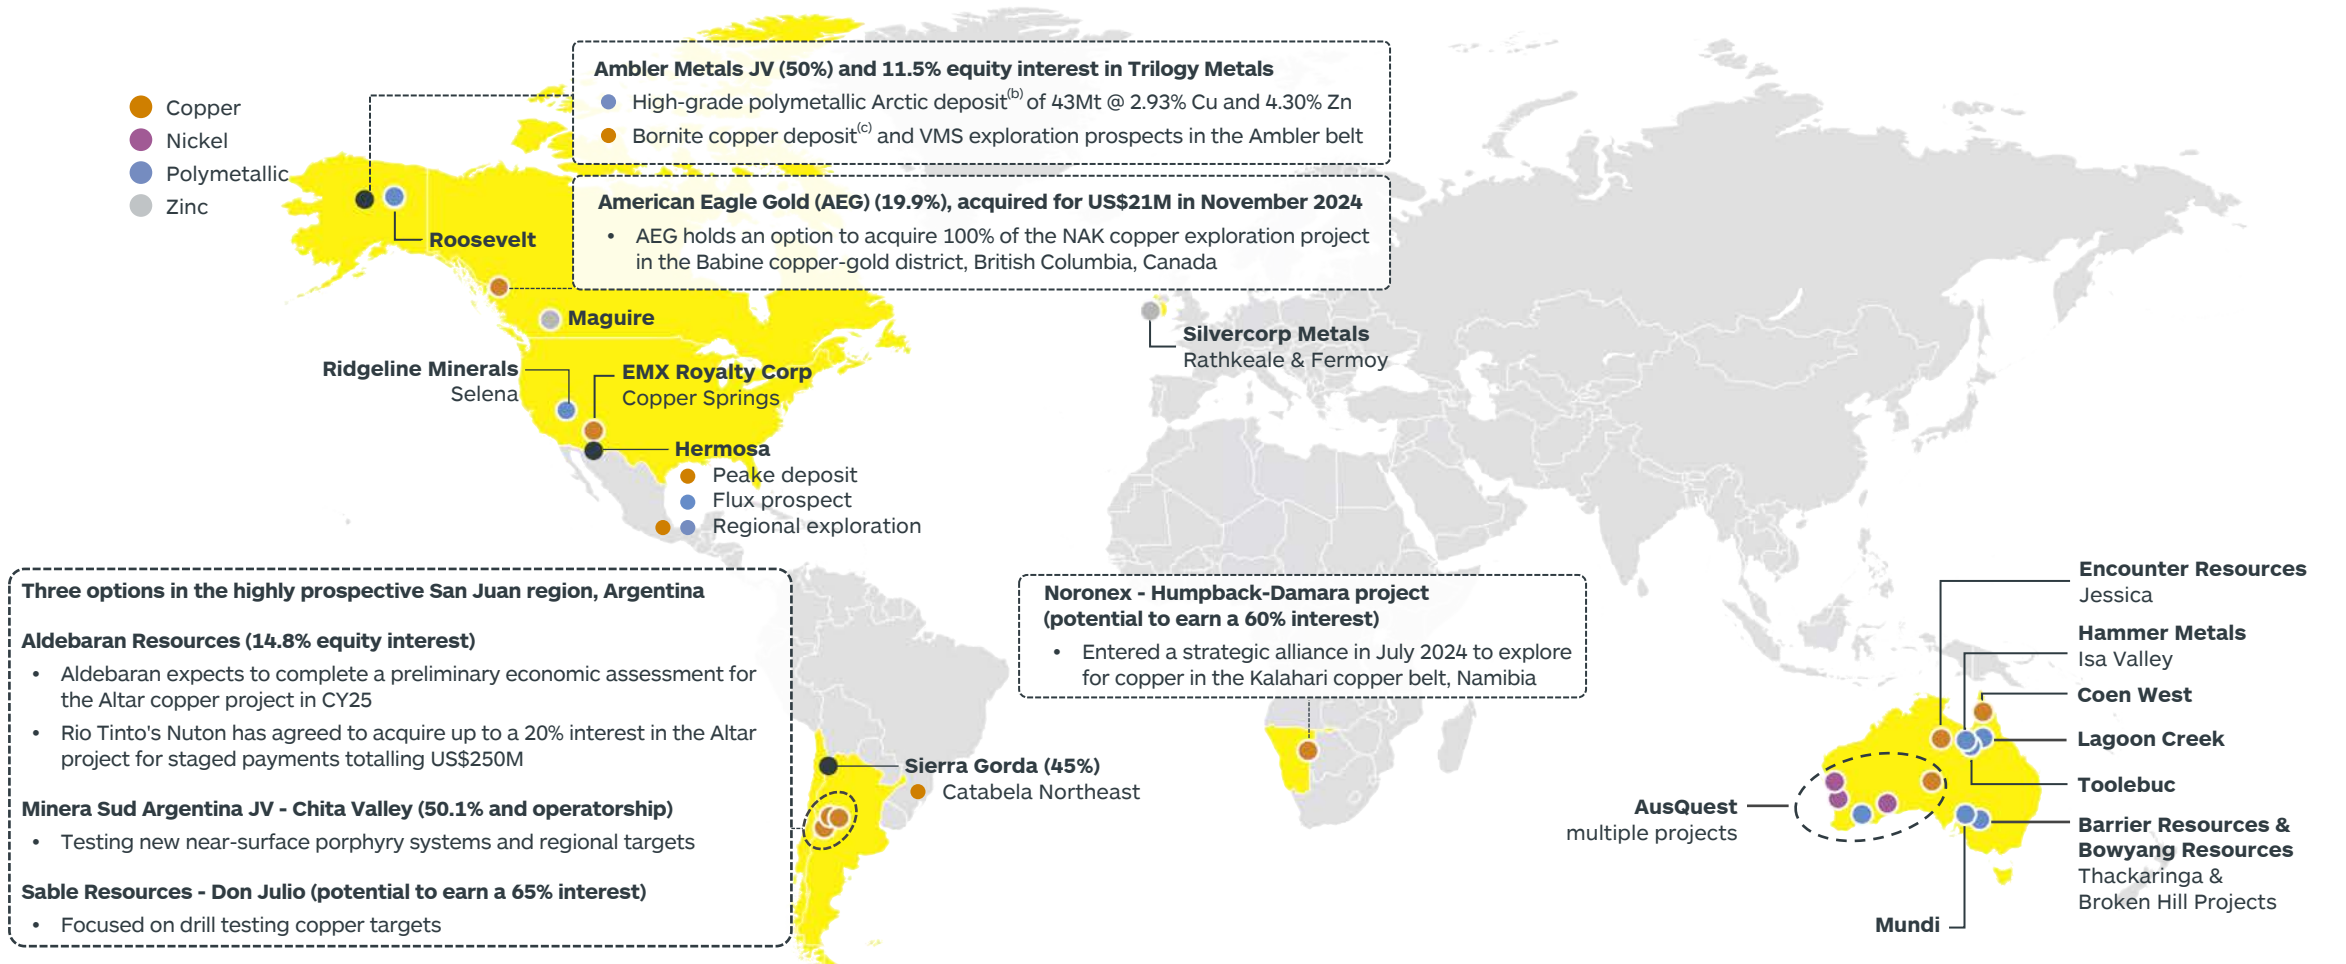 Copper
Nickel
Polymetallic
Zinc
Ambler Metals JV (50%) and 11.5% equity interest in Trilogy Metals
High-grade polymetallic Arctic deposit(b) of 43Mt @ 2.93% Cu and 4.30% Zn
Bornite copper deposit(c) and VMS exploration prospects in the Ambler belt
American Eagle Gold (AEG) (19.9%), acquired for US$21M in November 2024
• AEG holds an option to acquire 100% of the NAK copper exploration project
in the Babine copper-gold district, British Columbia, Canada
Roosevelt
Maguire
Ridgeline Minerals
Selena
EMX Royalty Corp
Copper Springs
Hermosa
Peake deposit
Flux prospect
Regional exploration
Silvercorp Metals
Rathkeale & Fermoy
Three options in the highly prospective San Juan region, Argentina
Aldebaran Resources (14.8% equity interest)
• Aldebaran expects to complete a preliminary economic assessment for
the Altar copper project in CY25
• Rio Tinto's Nuton has agreed to acquire up to a 20% interest in the Altar
project for staged payments totalling US$250M
Minera Sud Argentina JV - Chita Valley (50.1% and operatorship)
• Testing new near-surface porphyry systems and regional targets
Sable Resources - Don Julio (potential to earn a 65% interest)
• Focused on drill testing copper targets
Sierra Gorda (45%)
Catabela Northeast
Noronex - Humpback-Damara project
(potential to earn a 60% interest)
• Entered a strategic alliance in July 2024 to explore
for copper in the Kalahari copper belt, Namibia
Encounter Resources
Jessica
Hammer Metals
Isa Valley
Coen West
Lagoon Creek
Toolebuc
AusQuest
multiple projects
Barrier Resources &
Bowyang Resources
Thackaringa &
Broken Hill Projects
Mundi